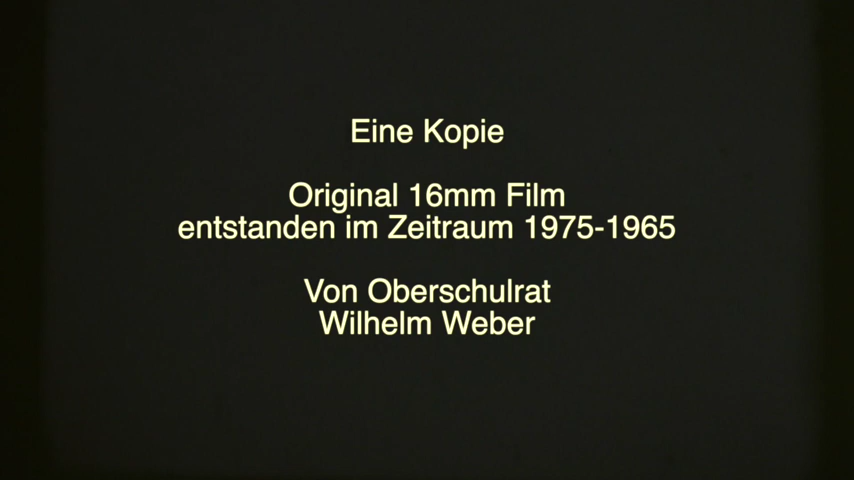 Eine Kopie
Original 16mm Film
entstanden im Zeitraum 1975-1965
Von Oberschulrat
Wilhelm Weber